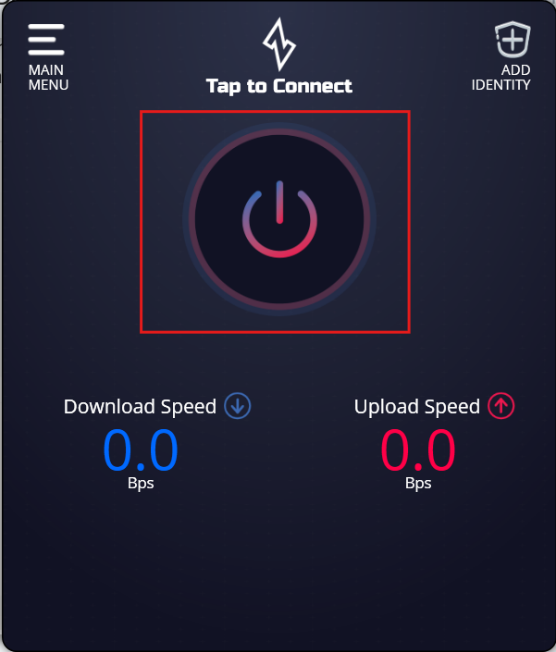 MAIN
MENU
Tap to Connect
ADD
IDENTITY
Download Speed
Upload Speed
0.0
0.0
Bps
Bps